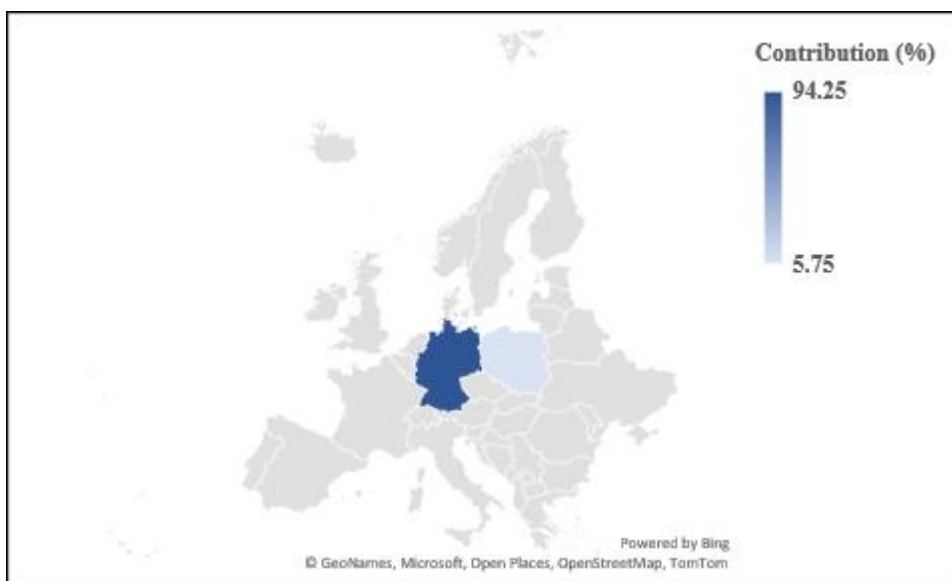 Contribution (%)
94.25
5.75
Powered by Bing
© GeoNames, Microsoft, Open Places, OpenStreetMap, TomTom